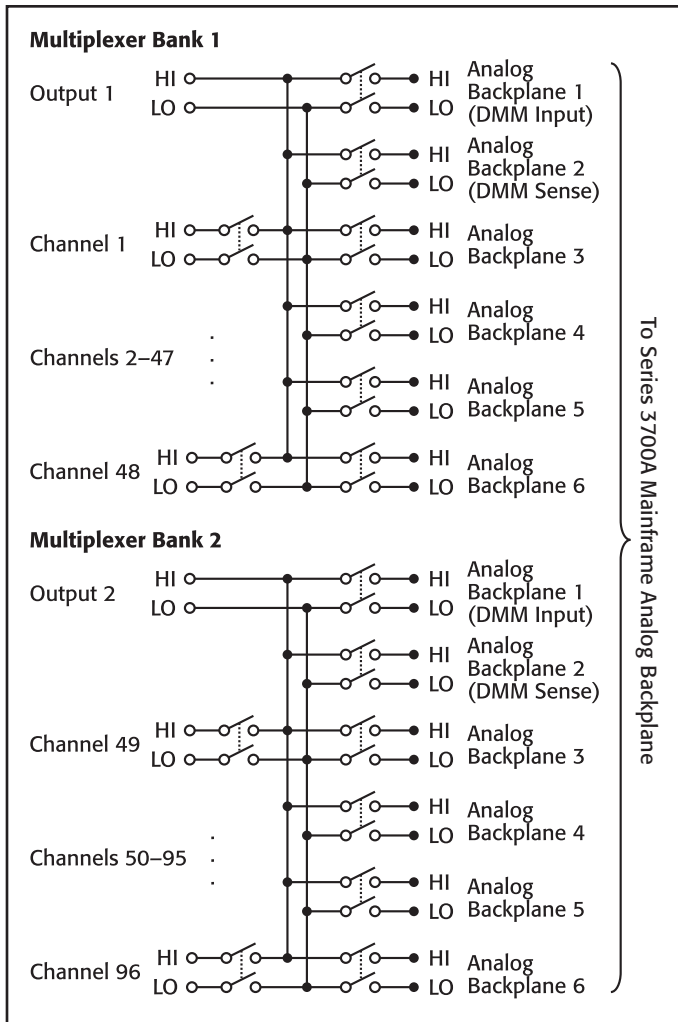 Multiplexer Bank 1
Output 1
HI
LO
HI
LO
Analog
Backplane 1
(DMM Input)
HI
LO
Analog
Backplane 2
(DMM Sense)
Channel 1
HI
LO
HI
LO
Analog
Backplane 3
HI
LO
Analog
Backplane 4
Channels 2–47
HI
LO
Analog
Backplane 5
Channel 48
HI
LO
HI
LO
Analog
Backplane 6
Multiplexer Bank 2
Output 2
HI
LO
HI
LO
Analog
Backplane 1
(DMM Input)
HI
LO
Analog
Backplane 2
(DMM Sense)
Channel 49
HI
LO
HI
LO
Analog
Backplane 3
HI
LO
Analog
Backplane 4
Channels 50–95
HI
LO
Analog
Backplane 5
Channel 96
HI
LO
HI
LO
Analog
Backplane 6
To Series 3700A Mainframe Analog Backplane